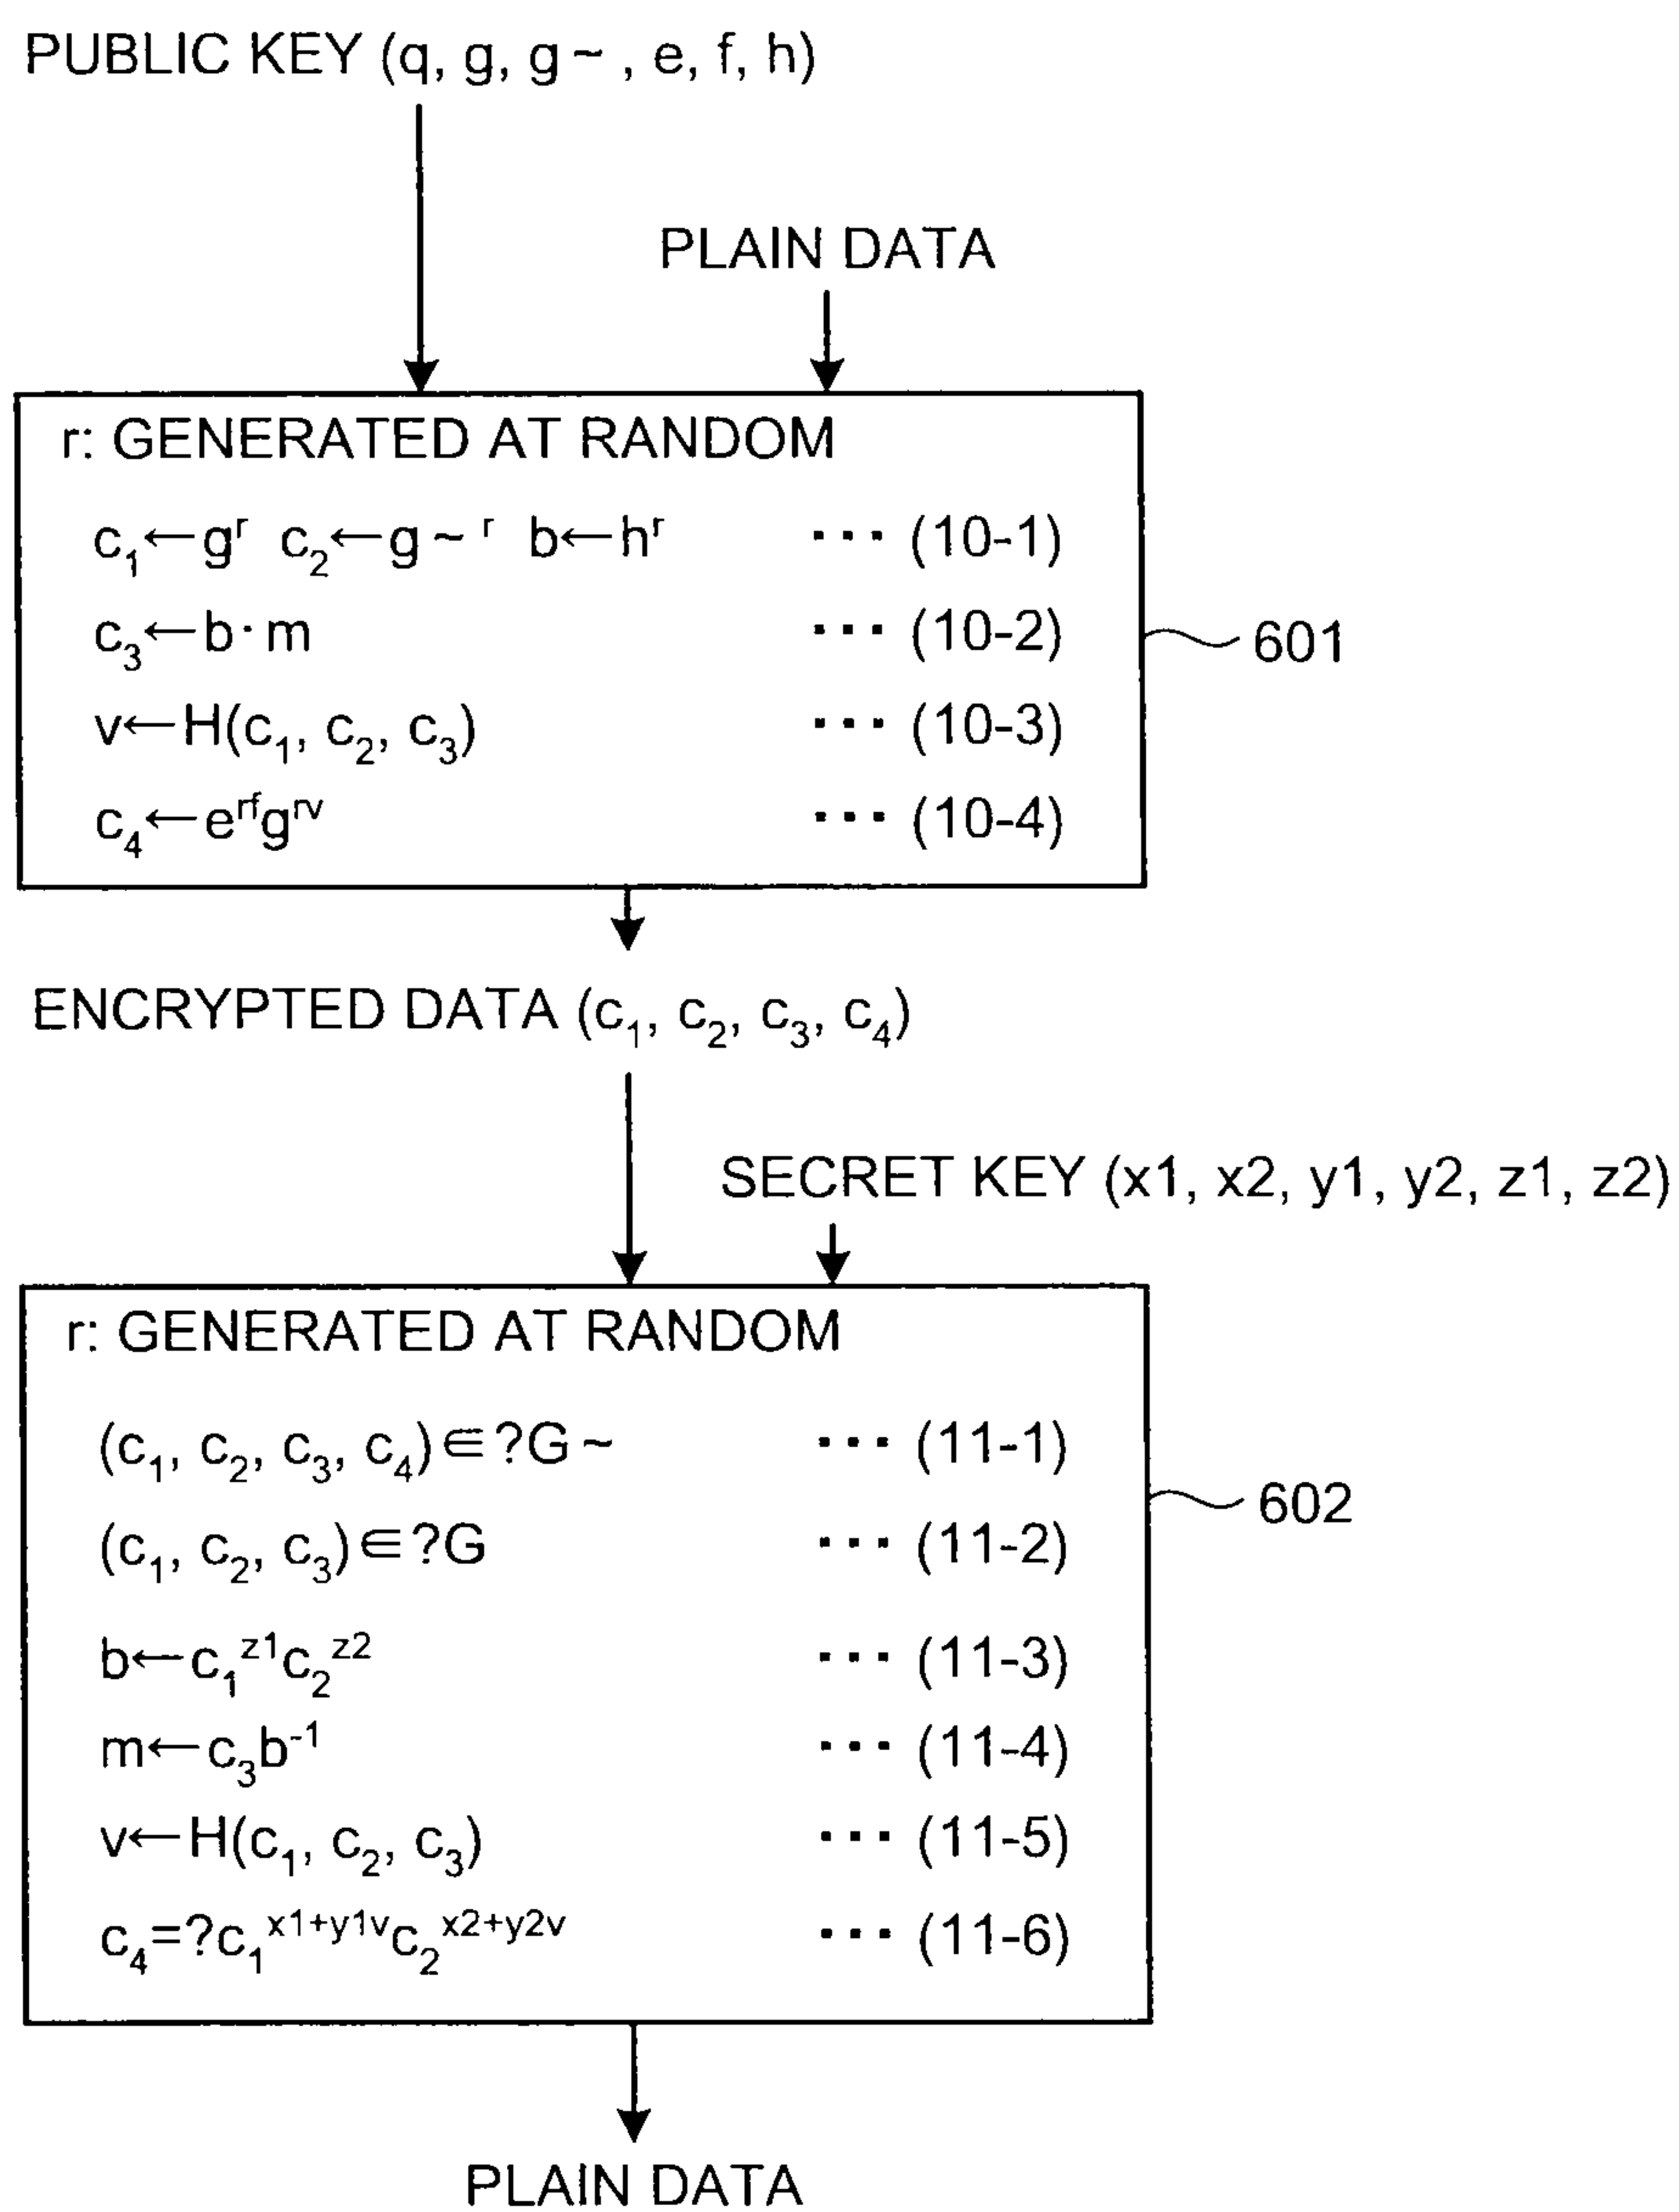 PUBLIC KEY (q, g, g ~ , e, f, h)
PLAIN DATA
r: GENERATED AT RANDOM
c₁←gʳ c₂←g ~ ʳ b←hʳ ··· (10-1)
c₃←b·m ··· (10-2)
v←H(c₁, c₂, c₃) ··· (10-3)
c₄←eʳᶠgʳᵛ ··· (10-4)
601
ENCRYPTED DATA (c₁, c₂, c₃, c₄)
SECRET KEY (x1, x2, y1, y2, z1, z2)
r: GENERATED AT RANDOM
(c₁, c₂, c₃, c₄)∈?G ~ ··· (11-1)
602
(c₁, c₂, c₃)∈?G ··· (11-2)
b←c₁ᶻ¹c₂ᶻ² ··· (11-3)
m←c₃b⁻¹ ··· (11-4)
v←H(c₁, c₂, c₃) ··· (11-5)
c₄=?c₁ˣ¹⁺ʸ¹ᵛc₂ˣ²⁺ʸ²ᵛ ··· (11-6)
PLAIN DATA